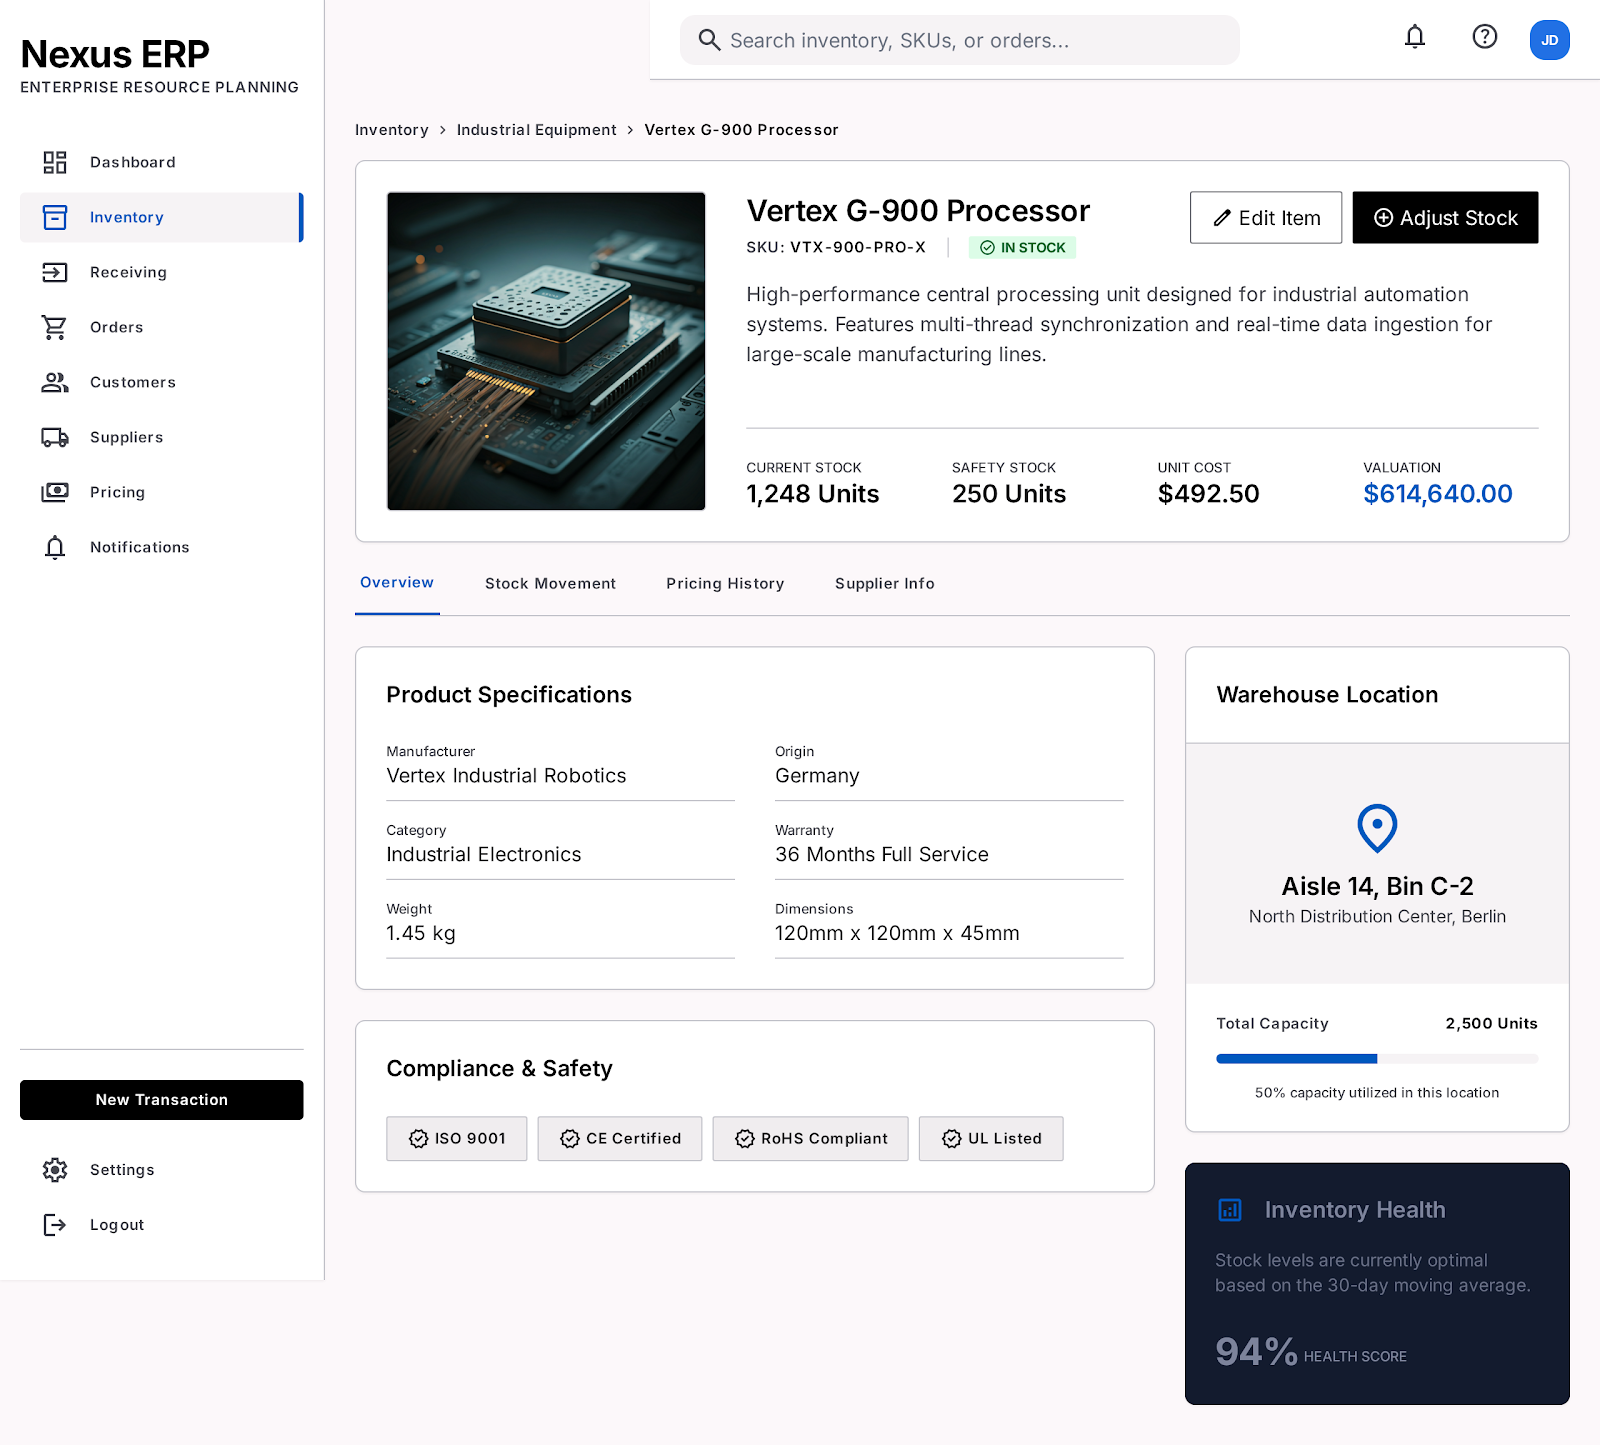 Nexus ERP
ENTERPRISE RESOURCE PLANNING
Dashboard
Inventory
Receiving
Orders
Customers
Suppliers
Pricing
Notifications
New Transaction
Settings
Logout
Search inventory, SKUs, or orders...
JD
Inventory › Industrial Equipment › Vertex G-900 Processor
Vertex G-900 Processor
SKU: VTX-900-PRO-X
IN STOCK
Edit Item
Adjust Stock
High-performance central processing unit designed for industrial automation
systems. Features multi-thread synchronization and real-time data ingestion for
large-scale manufacturing lines.
CURRENT STOCK
1,248 Units
SAFETY STOCK
250 Units
UNIT COST
$492.50
VALUATION
$614,640.00
Overview
Stock Movement
Pricing History
Supplier Info
Product Specifications
Manufacturer
Vertex Industrial Robotics
Origin
Germany
Category
Industrial Electronics
Warranty
36 Months Full Service
Weight
1.45 kg
Dimensions
120mm x 120mm x 45mm
Compliance & Safety
ISO 9001
CE Certified
RoHS Compliant
UL Listed
Warehouse Location
Aisle 14, Bin C-2
North Distribution Center, Berlin
Total Capacity
2,500 Units
50% capacity utilized in this location
Inventory Health
Stock levels are currently optimal
based on the 30-day moving average.
94% HEALTH SCORE